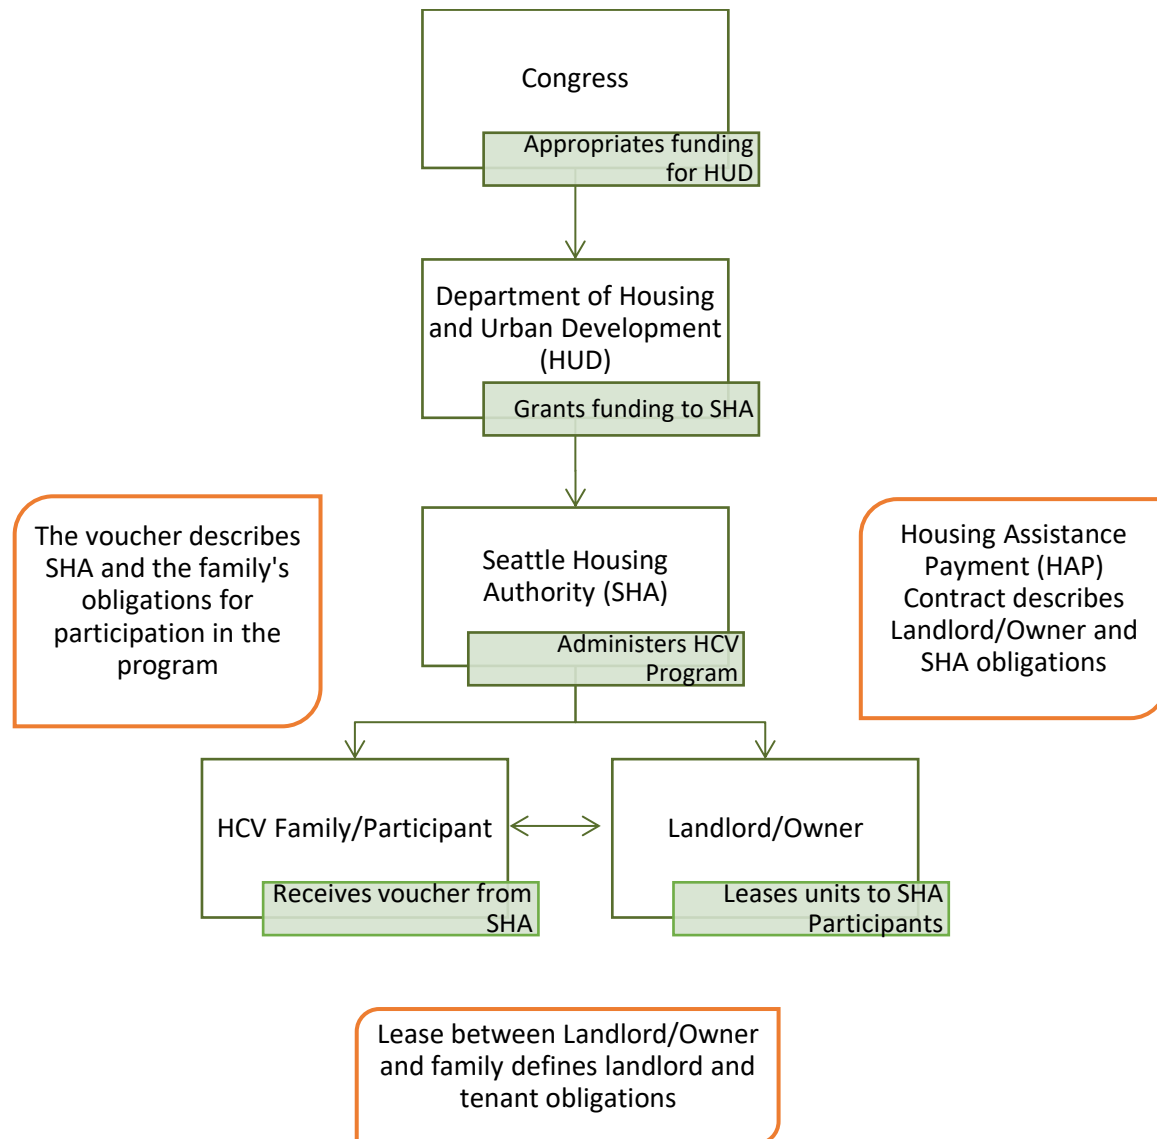 Congress
Appropriates funding
for HUD
Department of Housing
and Urban Development
(HUD)
Grants funding to SHA
The voucher describes
SHA and the family's
obligations for
participation in the
program
Seattle Housing
Authority (SHA)
Administers HCV
Program
Housing Assistance
Payment (HAP)
Contract describes
Landlord/Owner and
SHA obligations
HCV Family/Participant
Receives voucher from
SHA
Landlord/Owner
Leases units to SHA
Participants
Lease between Landlord/Owner
and family defines landlord and
tenant obligations